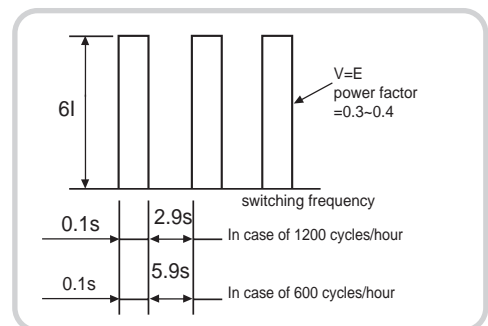 V=E
power factor
=0.3~0.4
6I
switching frequency
0.1s 2.9s In case of 1200 cycles/hour
0.1s 5.9s In case of 600 cycles/hour